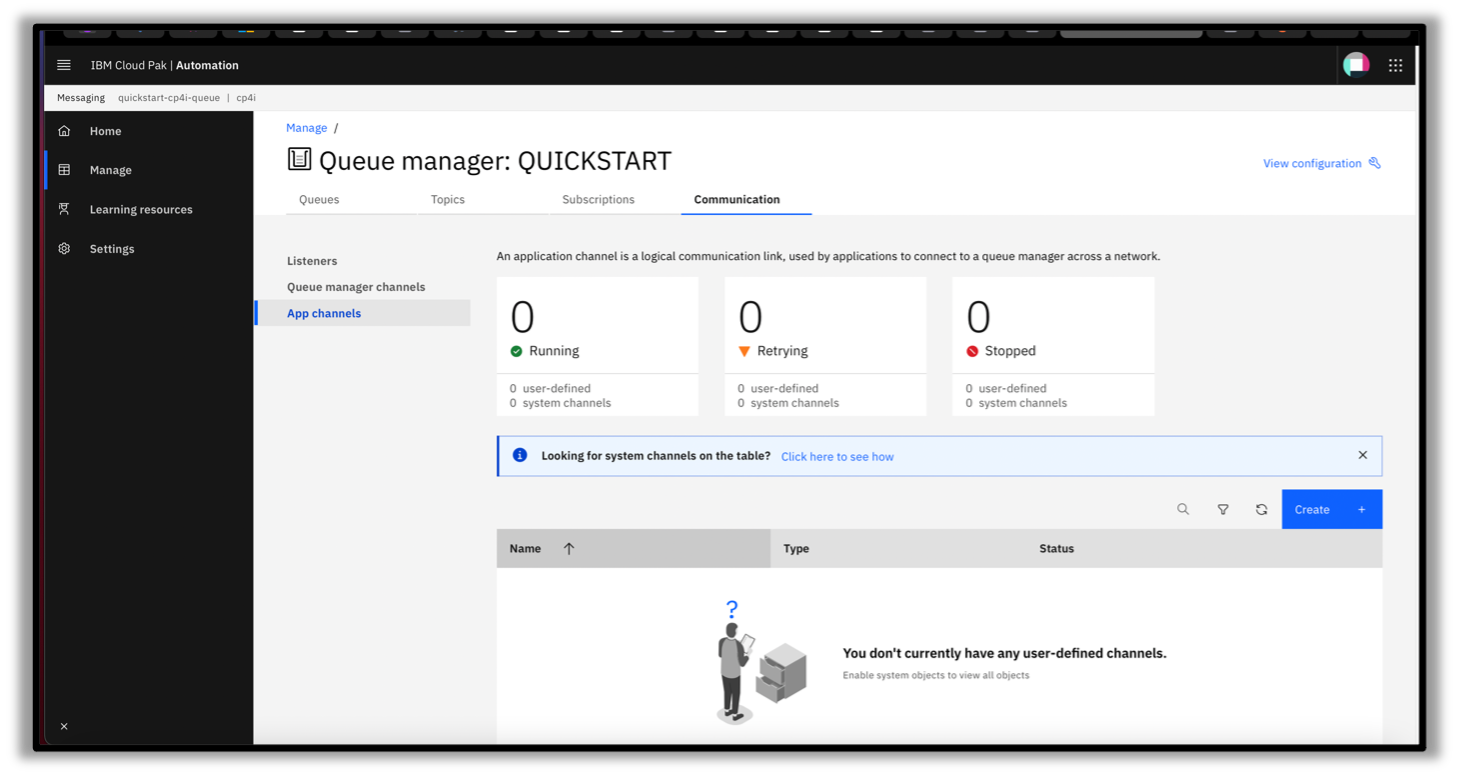 IBM Cloud Pak | Automation
Messaging quickstart-cp4i-queue | cp4i
Home
Manage
Learning resources
Settings
Manage /
Queue manager: QUICKSTART
View configuration
Queues Topics Subscriptions Communication
Listeners
Queue manager channels
App channels
An application channel is a logical communication link, used by applications to connect to a queue manager across a network.
0
Running
0 user-defined
0 system channels
0
Retrying
0 user-defined
0 system channels
0
Stopped
0 user-defined
0 system channels
Looking for system channels on the table? Click here to see how
Create +
Name Type Status
?
You don't currently have any user-defined channels.
Enable system objects to view all objects